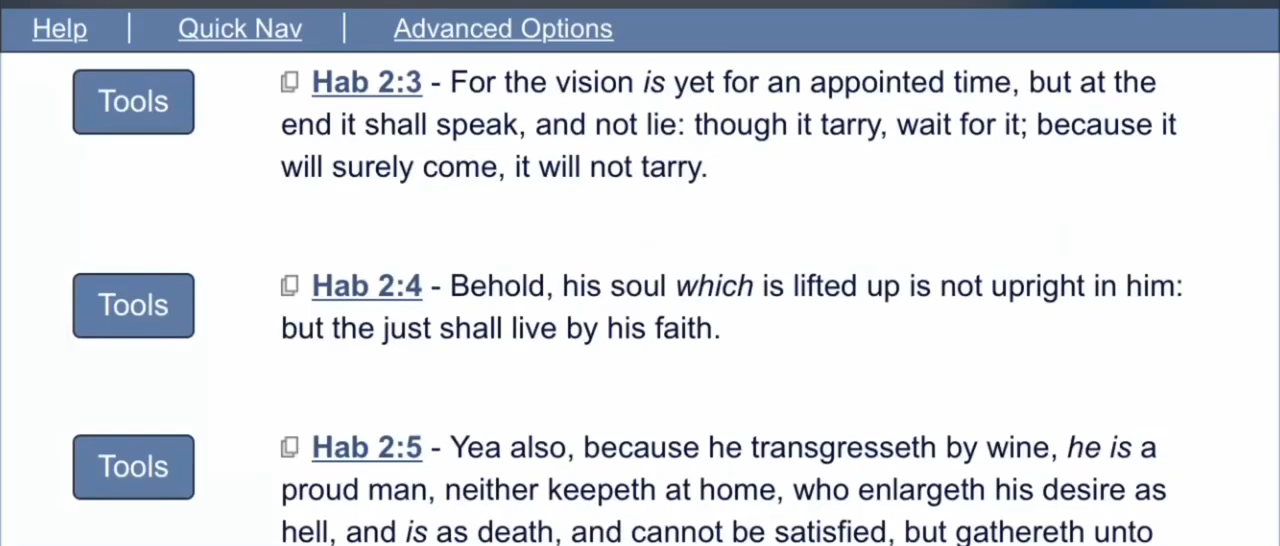 Help | Quick Nav | Advanced Options
Tools
Hab 2:3 - For the vision is yet for an appointed time, but at the
end it shall speak, and not lie: though it tarry, wait for it; because it
will surely come, it will not tarry.
Tools
Hab 2:4 - Behold, his soul which is lifted up is not upright in him:
but the just shall live by his faith.
Tools
Hab 2:5 - Yea also, because he transgresseth by wine, he is a
proud man, neither keepeth at home, who enlargeth his desire as
hell, and is as death, and cannot be satisfied, but gathereth unto